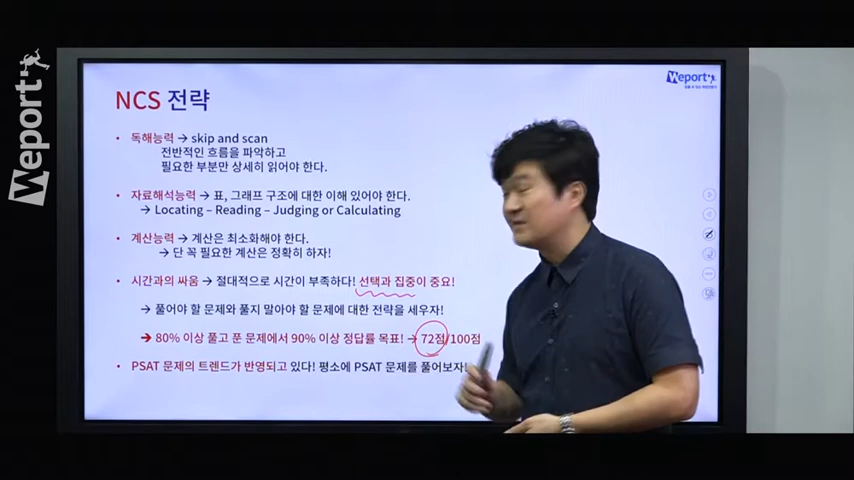 Weport
Weport
NCS 전략
• 독해능력 → skip and scan
전반적인 흐름을 파악하고
필요한 부분만 상세히 읽어야 한다.
• 자료해석능력 → 표, 그래프 구조에 대한 이해 있어야 한다.
→ Locating – Reading – Judging or Calculating
• 계산능력 → 계산은 최소화해야 한다.
→ 단 꼭 필요한 계산은 정확히 하자!
• 시간과의 싸움 → 절대적으로 시간이 부족하다! 선택과 집중이 중요!
→ 풀어야 할 문제와 풀지 말아야 할 문제에 대한 전략을 세우자!
➔ 80% 이상 풀고 푼 문제에서 90% 이상 정답률 목표! → 72점/100점
• PSAT 문제의 트렌드가 반영되고 있다! 평소에 PSAT 문제를 풀어보자!